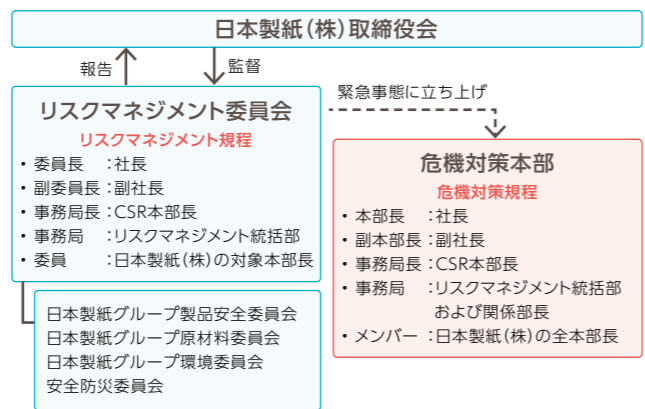 日本製紙(株)取締役会
報告
監督
リスクマネジメント委員会
リスクマネジメント規程
・委員長 :社長
・副委員長:副社長
・事務局長:CSR本部長
・事務局 :リスクマネジメント統括部
・委員 :日本製紙(株)の対象本部長
日本製紙グループ製品安全委員会
日本製紙グループ原材料委員会
日本製紙グループ環境委員会
安全防災委員会
緊急事態に立ち上げ
危機対策本部
危機対策規程
・本部長 :社長
・副本部長:副社長
・事務局長:CSR本部長
・事務局 :リスクマネジメント統括部
および関係部長
・メンバー:日本製紙(株)の全本部長